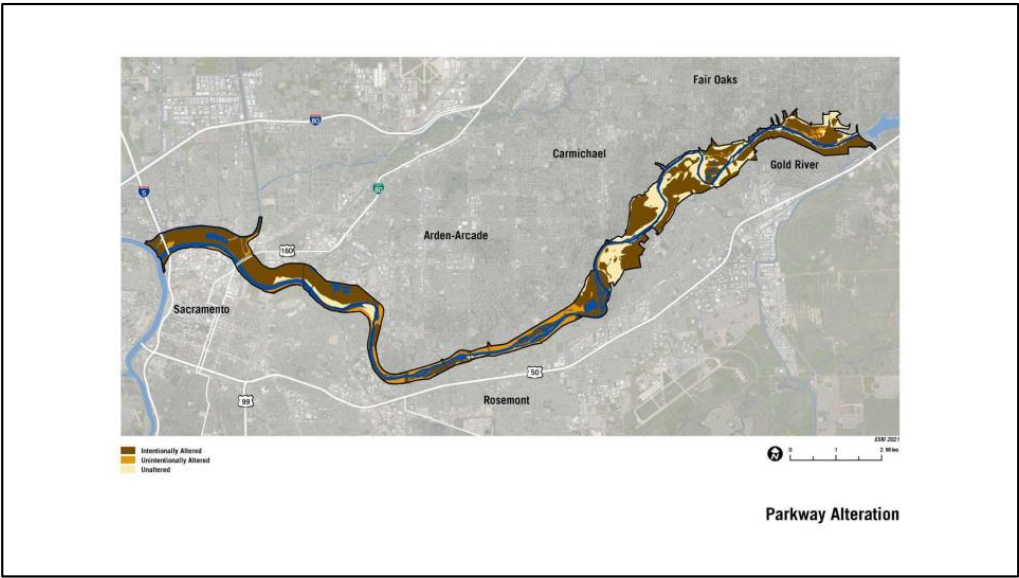 Fair Oaks
80
Carmichael
Gold River
5
80
Arden-Arcade
160
Sacramento
50
99
Rosemont
ESRI 2021
Intentionally Altered
Unintentionally Altered
Unaltered
N
0 1 2 Miles
Parkway Alteration